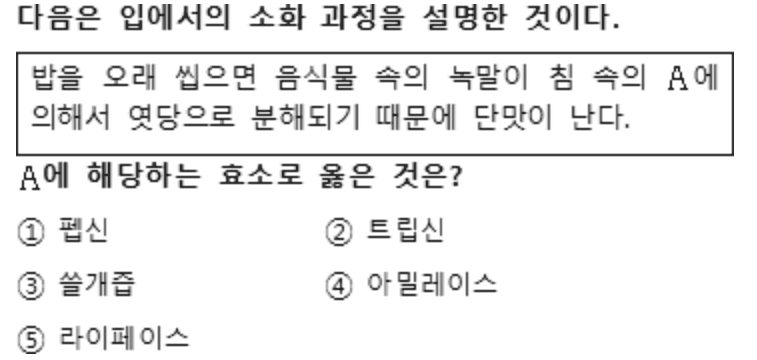 다음은 입에서의 소화 과정을 설명한 것이다.
밥을 오래 씹으면 음식물 속의 녹말이 침 속의 A에
의해서 엿당으로 분해되기 때문에 단맛이 난다.
A에 해당하는 효소로 옳은 것은?
① 펩신 ② 트립신
③ 쓸개즙 ④ 아밀레이스
⑤ 라이페이스